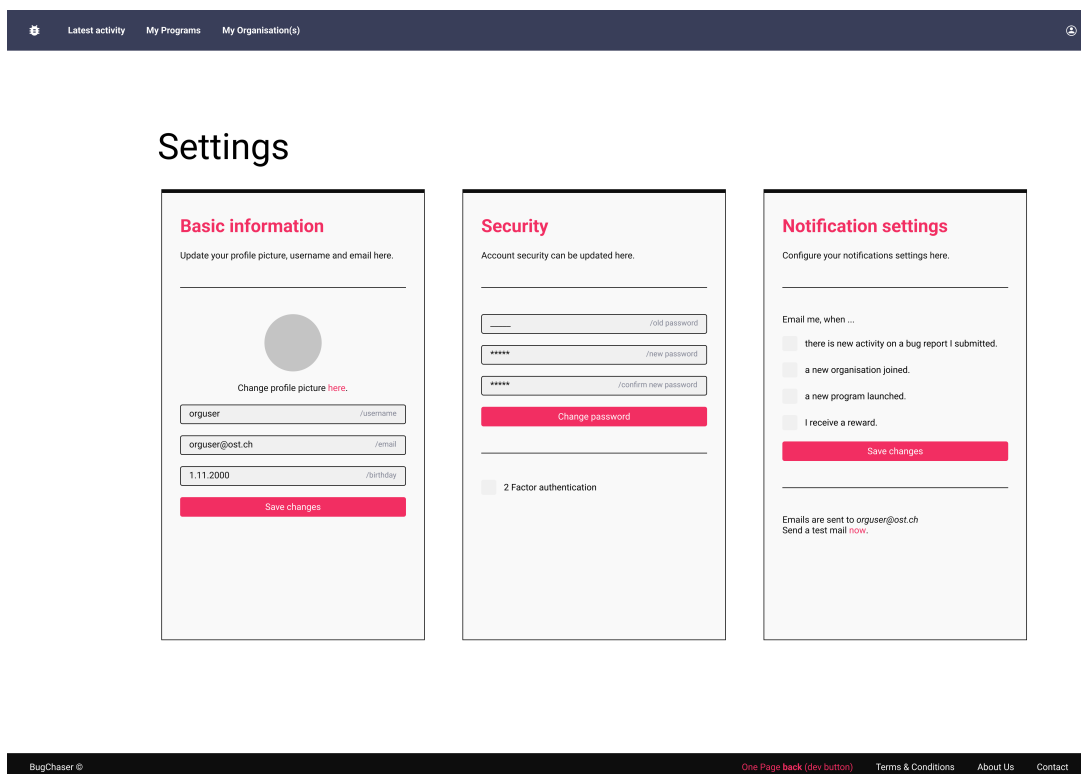 Latest activity My Programs My Organisation(s)
Settings
Basic information
Update your profile picture, username and email here.
Change profile picture here.
orguser /username
orguser@ost.ch /email
1.11.2000 /birthday
Save changes
Security
Account security can be updated here.
_____ /old password
***** /new password
***** /confirm new password
Change password
2 Factor authentication
Notification settings
Configure your notifications settings here.
Email me, when ...
there is new activity on a bug report I submitted.
a new organisation joined.
a new program launched.
I receive a reward.
Save changes
Emails are sent to orguser@ost.ch
Send a test mail now.
BugChaser © One Page back (dev button) Terms & Conditions About Us Contact